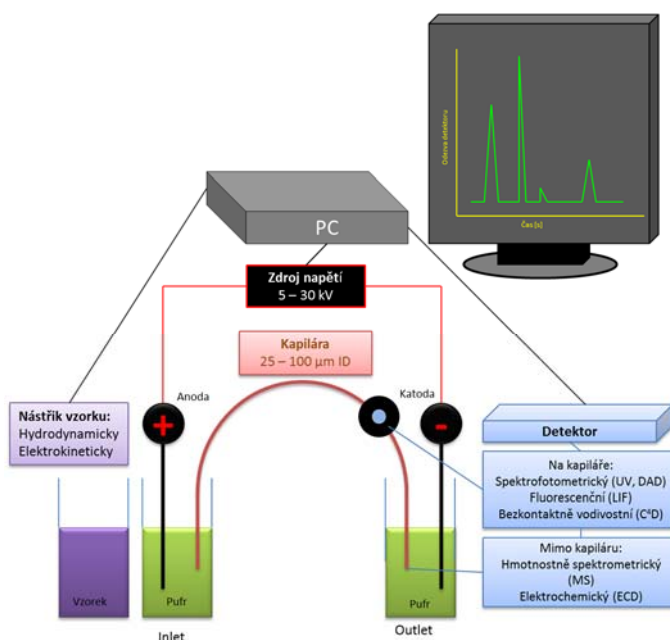 Odezva detektoru
Čas [s]
PC
Zdroj napětí
5 – 30 kV
Kapilára
25 – 100 µm ID
Nástřik vzorku:
Hydrodynamicky
Elektrokineticky
Anoda
+
Katoda
-
Detektor
Na kapiláře:
Spektrofotometrický (UV, DAD)
Fluorescenční (LIF)
Bezkontaktně vodivostní (C⁴D)
Mimo kapiláru:
Hmotnostně spektrometrický
(MS)
Elektrochemický (ECD)
Vzorek
Pufr
Pufr
Inlet
Outlet